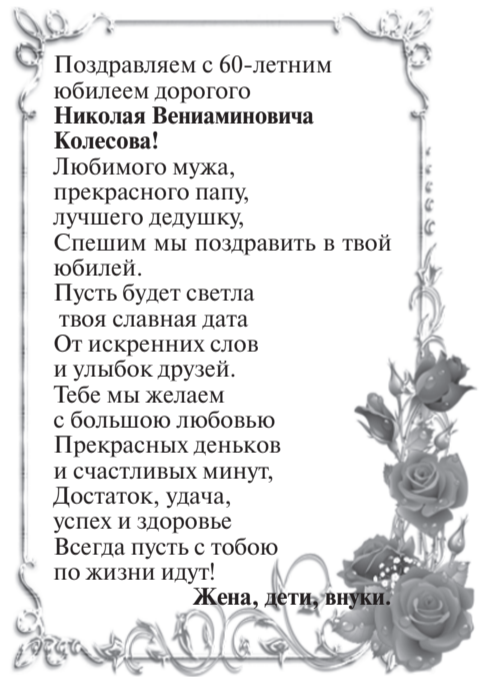 Поздравляем с 60-летним
юбилеем дорогого
Николая Вениаминовича
Колесова!
Любимого мужа,
прекрасного папу,
лучшего дедушку,
Спешим мы поздравить в твой
юбилей.
Пусть будет светла
твоя славная дата
От искренних слов
и улыбок друзей.
Тебе мы желаем
с большою любовью
Прекрасных деньков
и счастливых минут,
Достаток, удача,
успех и здоровье
Всегда пусть с тобою
по жизни идут!
Жена, дети, внуки.